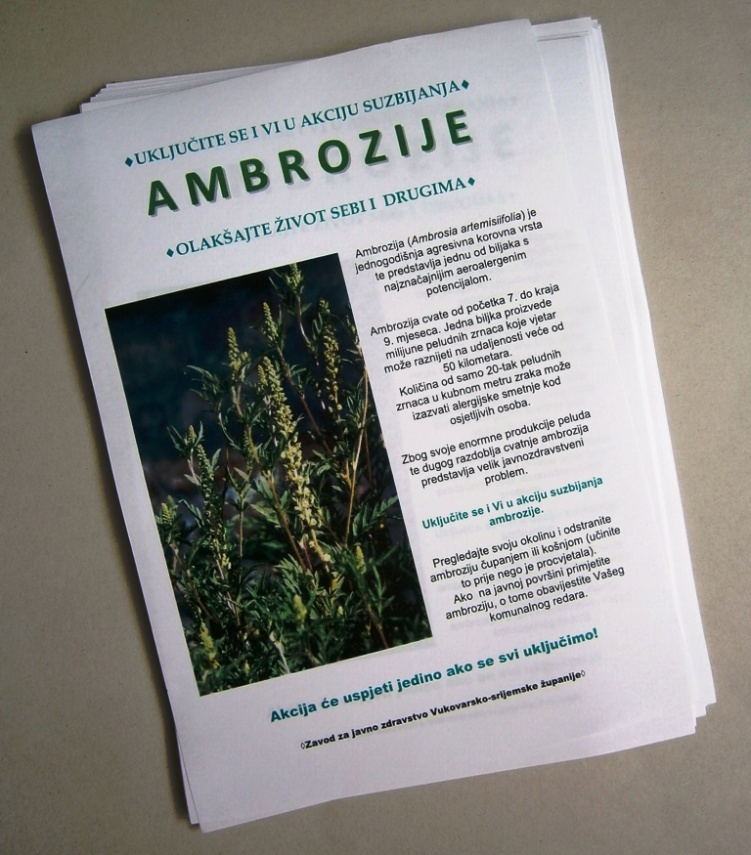 ♦UKLJUČITE SE I VI U AKCIJU SUZBIJANJA♦
AMBROZIJE
♦OLAKŠAJTE ŽIVOT SEBI I DRUGIMA♦
Ambrozija (Ambrosia artemisiifolia) je
jednogodišnja agresivna korovna vrsta
te predstavlja jednu od biljaka s
najznačajnijim aeroalergenim
potencijalom.
Ambrozija cvate od početka 7. do kraja
9. mjeseca. Jedna biljka proizvede
milijune peludnih zrnaca koje vjetar
može raznijeti na udaljenosti veće od
50 kilometara.
Količina od samo 20-tak peludnih
zrnaca u kubnom metru zraka može
izazvati alergijske smetnje kod
osjetljivih osoba.
Zbog svoje enormne produkcije peluda
te dugog razdoblja cvatnje ambrozija
predstavlja velik javnozdravstveni
problem.
Uključite se i Vi u akciju suzbijanja
ambrozije.
Pregledajte svoju okolinu i odstranite
ambroziju čupanjem ili košnjom (učinite
to prije nego je procvjetala).
Ako na javnoj površini primjetite
ambroziju, o tome obavijestite Vašeg
komunalnog redara.
Akcija će uspjeti jedino ako se svi uključimo!
◊Zavod za javno zdravstvo Vukovarsko-srijemske županije◊